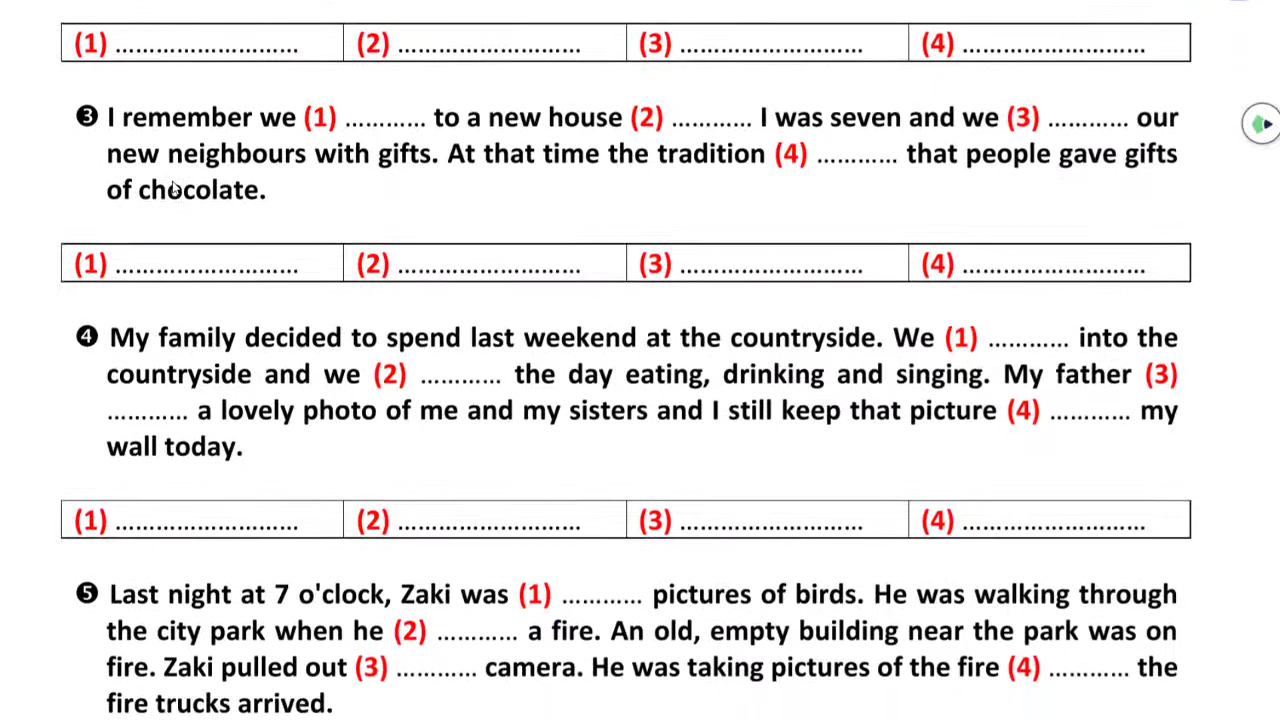 (1) ........................... (2) ........................... (3) ........................... (4) ...........................
❸ I remember we (1) ............ to a new house (2) ............ I was seven and we (3) ............ our
new neighbours with gifts. At that time the tradition (4) ............ that people gave gifts
of chocolate.
(1) ........................... (2) ........................... (3) ........................... (4) ...........................
❹ My family decided to spend last weekend at the countryside. We (1) ............ into the
countryside and we (2) ............ the day eating, drinking and singing. My father (3)
............ a lovely photo of me and my sisters and I still keep that picture (4) ............ my
wall today.
(1) ........................... (2) ........................... (3) ........................... (4) ...........................
❺ Last night at 7 o'clock, Zaki was (1) ............ pictures of birds. He was walking through
the city park when he (2) ............ a fire. An old, empty building near the park was on
fire. Zaki pulled out (3) ............ camera. He was taking pictures of the fire (4) ............ the
fire trucks arrived.